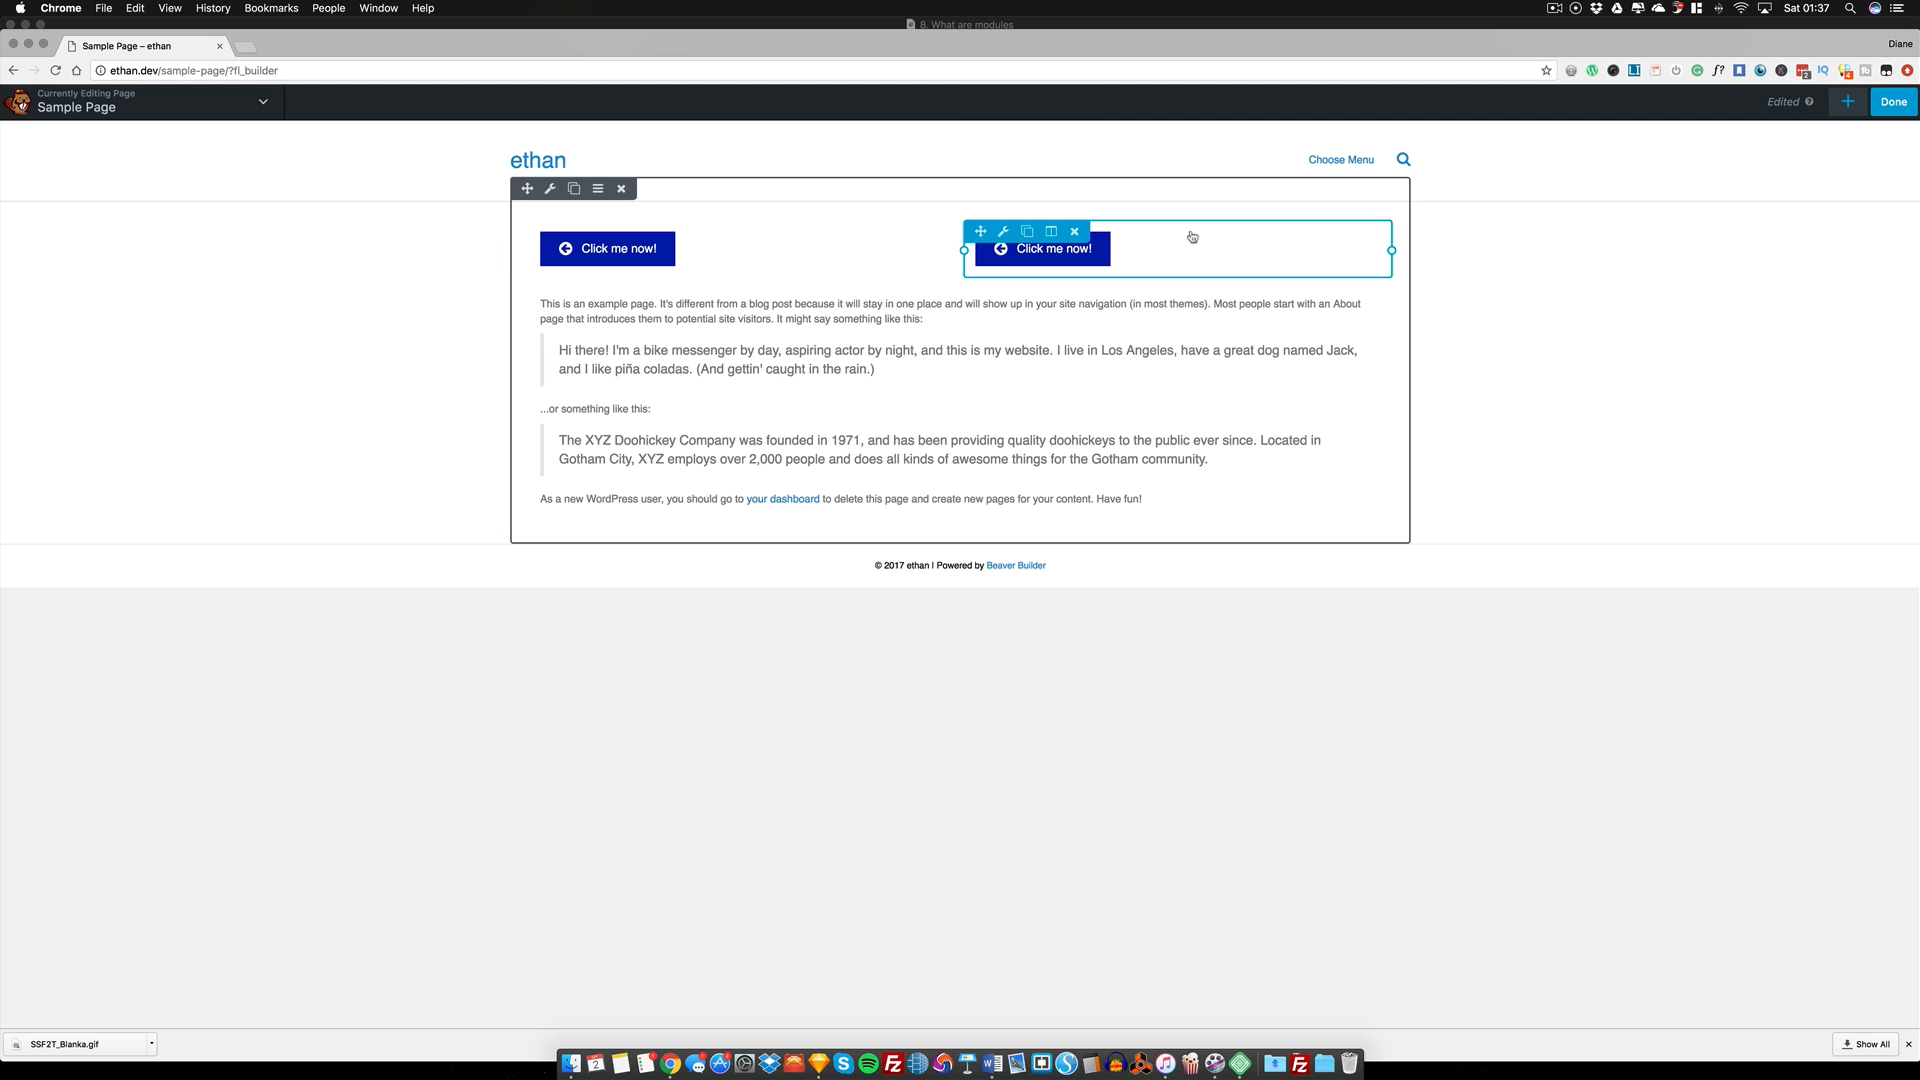 Chrome File Edit View History Bookmarks People Window Help
Sat 01:37
8. What are modules
Sample Page – ethan
Diane
ethan.dev/sample-page/?fl_builder
Currently Editing Page
Sample Page
Edited
Done
ethan
Choose Menu
Click me now!
Click me now!
This is an example page. It's different from a blog post because it will stay in one place and will show up in your site navigation (in most themes). Most people start with an About
page that introduces them to potential site visitors. It might say something like this:
Hi there! I'm a bike messenger by day, aspiring actor by night, and this is my website. I live in Los Angeles, have a great dog named Jack,
and I like piña coladas. (And gettin' caught in the rain.)
...or something like this:
The XYZ Doohickey Company was founded in 1971, and has been providing quality doohickeys to the public ever since. Located in
Gotham City, XYZ employs over 2,000 people and does all kinds of awesome things for the Gotham community.
As a new WordPress user, you should go to your dashboard to delete this page and create new pages for your content. Have fun!
© 2017 ethan | Powered by Beaver Builder
SSF2T_Blanka.gif
Show All